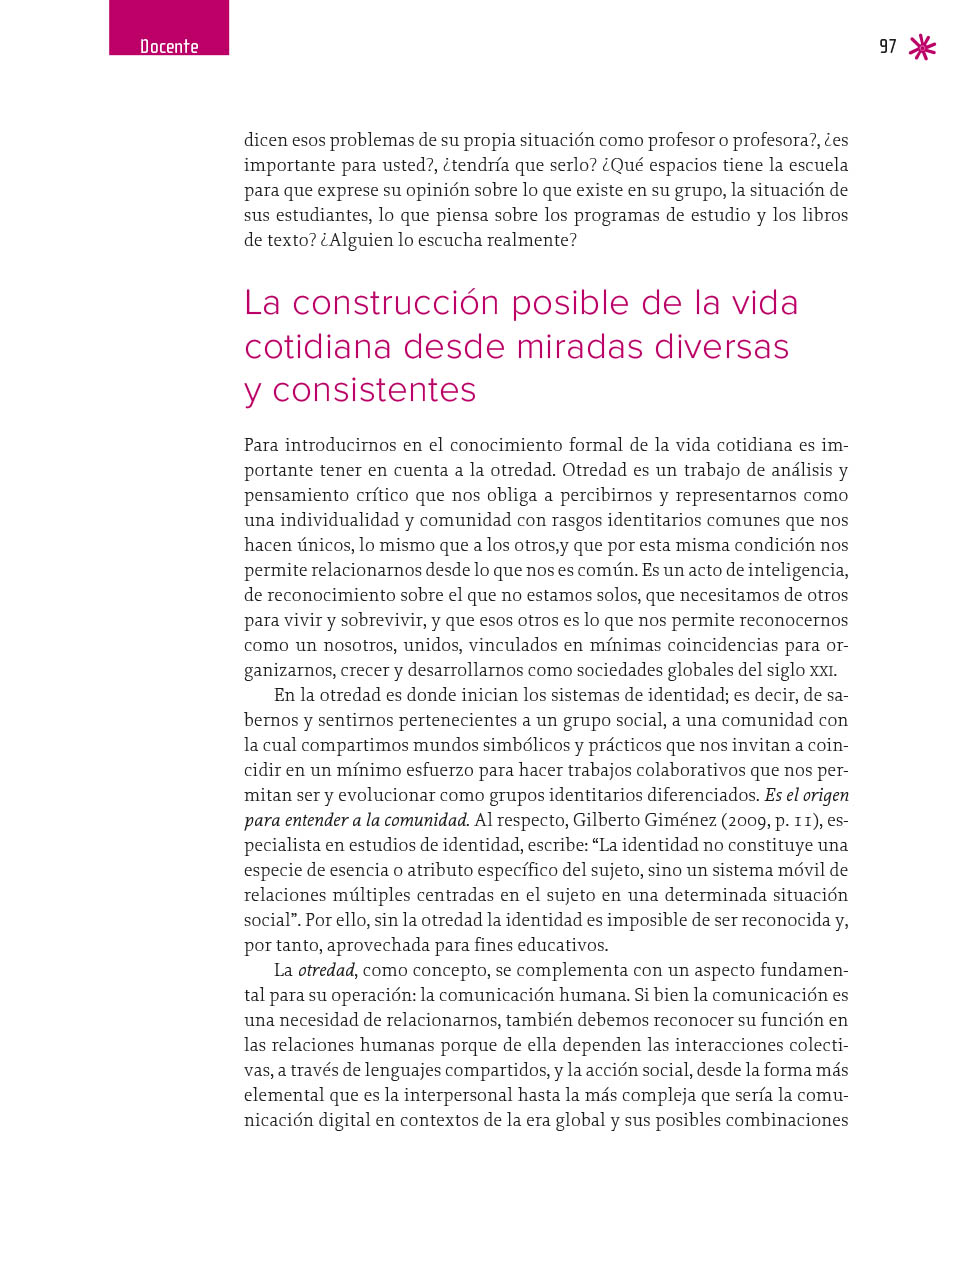 Docente
97
dicen esos problemas de su propia situación como profesor o profesora?, ¿es
importante para usted?, ¿tendría que serlo? ¿Qué espacios tiene la escuela
para que exprese su opinión sobre lo que existe en su grupo, la situación de
sus estudiantes, lo que piensa sobre los programas de estudio y los libros
de texto? ¿Alguien lo escucha realmente?
La construcción posible de la vida
cotidiana desde miradas diversas
y consistentes
Para introducirnos en el conocimiento formal de la vida cotidiana es im-
portante tener en cuenta a la otredad. Otredad es un trabajo de análisis y
pensamiento crítico que nos obliga a percibirnos y representarnos como
una individualidad y comunidad con rasgos identitarios comunes que nos
hacen únicos, lo mismo que a los otros,y que por esta misma condición nos
permite relacionarnos desde lo que nos es común. Es un acto de inteligencia,
de reconocimiento sobre el que no estamos solos, que necesitamos de otros
para vivir y sobrevivir, y que esos otros es lo que nos permite reconocernos
como un nosotros, unidos, vinculados en mínimas coincidencias para or-
ganizarnos, crecer y desarrollarnos como sociedades globales del siglo XXI.
En la otredad es donde inician los sistemas de identidad; es decir, de sa-
bernos y sentirnos pertenecientes a un grupo social, a una comunidad con
la cual compartimos mundos simbólicos y prácticos que nos invitan a coin-
cidir en un mínimo esfuerzo para hacer trabajos colaborativos que nos per-
mitan ser y evolucionar como grupos identitarios diferenciados. Es el origen
para entender a la comunidad. Al respecto, Gilberto Giménez (2009, p. 11), es-
pecialista en estudios de identidad, escribe: “La identidad no constituye una
especie de esencia o atributo específico del sujeto, sino un sistema móvil de
relaciones múltiples centradas en el sujeto en una determinada situación
social”. Por ello, sin la otredad la identidad es imposible de ser reconocida y,
por tanto, aprovechada para fines educativos.
La otredad, como concepto, se complementa con un aspecto fundamen-
tal para su operación: la comunicación humana. Si bien la comunicación es
una necesidad de relacionarnos, también debemos reconocer su función en
las relaciones humanas porque de ella dependen las interacciones colecti-
vas, a través de lenguajes compartidos, y la acción social, desde la forma más
elemental que es la interpersonal hasta la más compleja que sería la comu-
nicación digital en contextos de la era global y sus posibles combinaciones